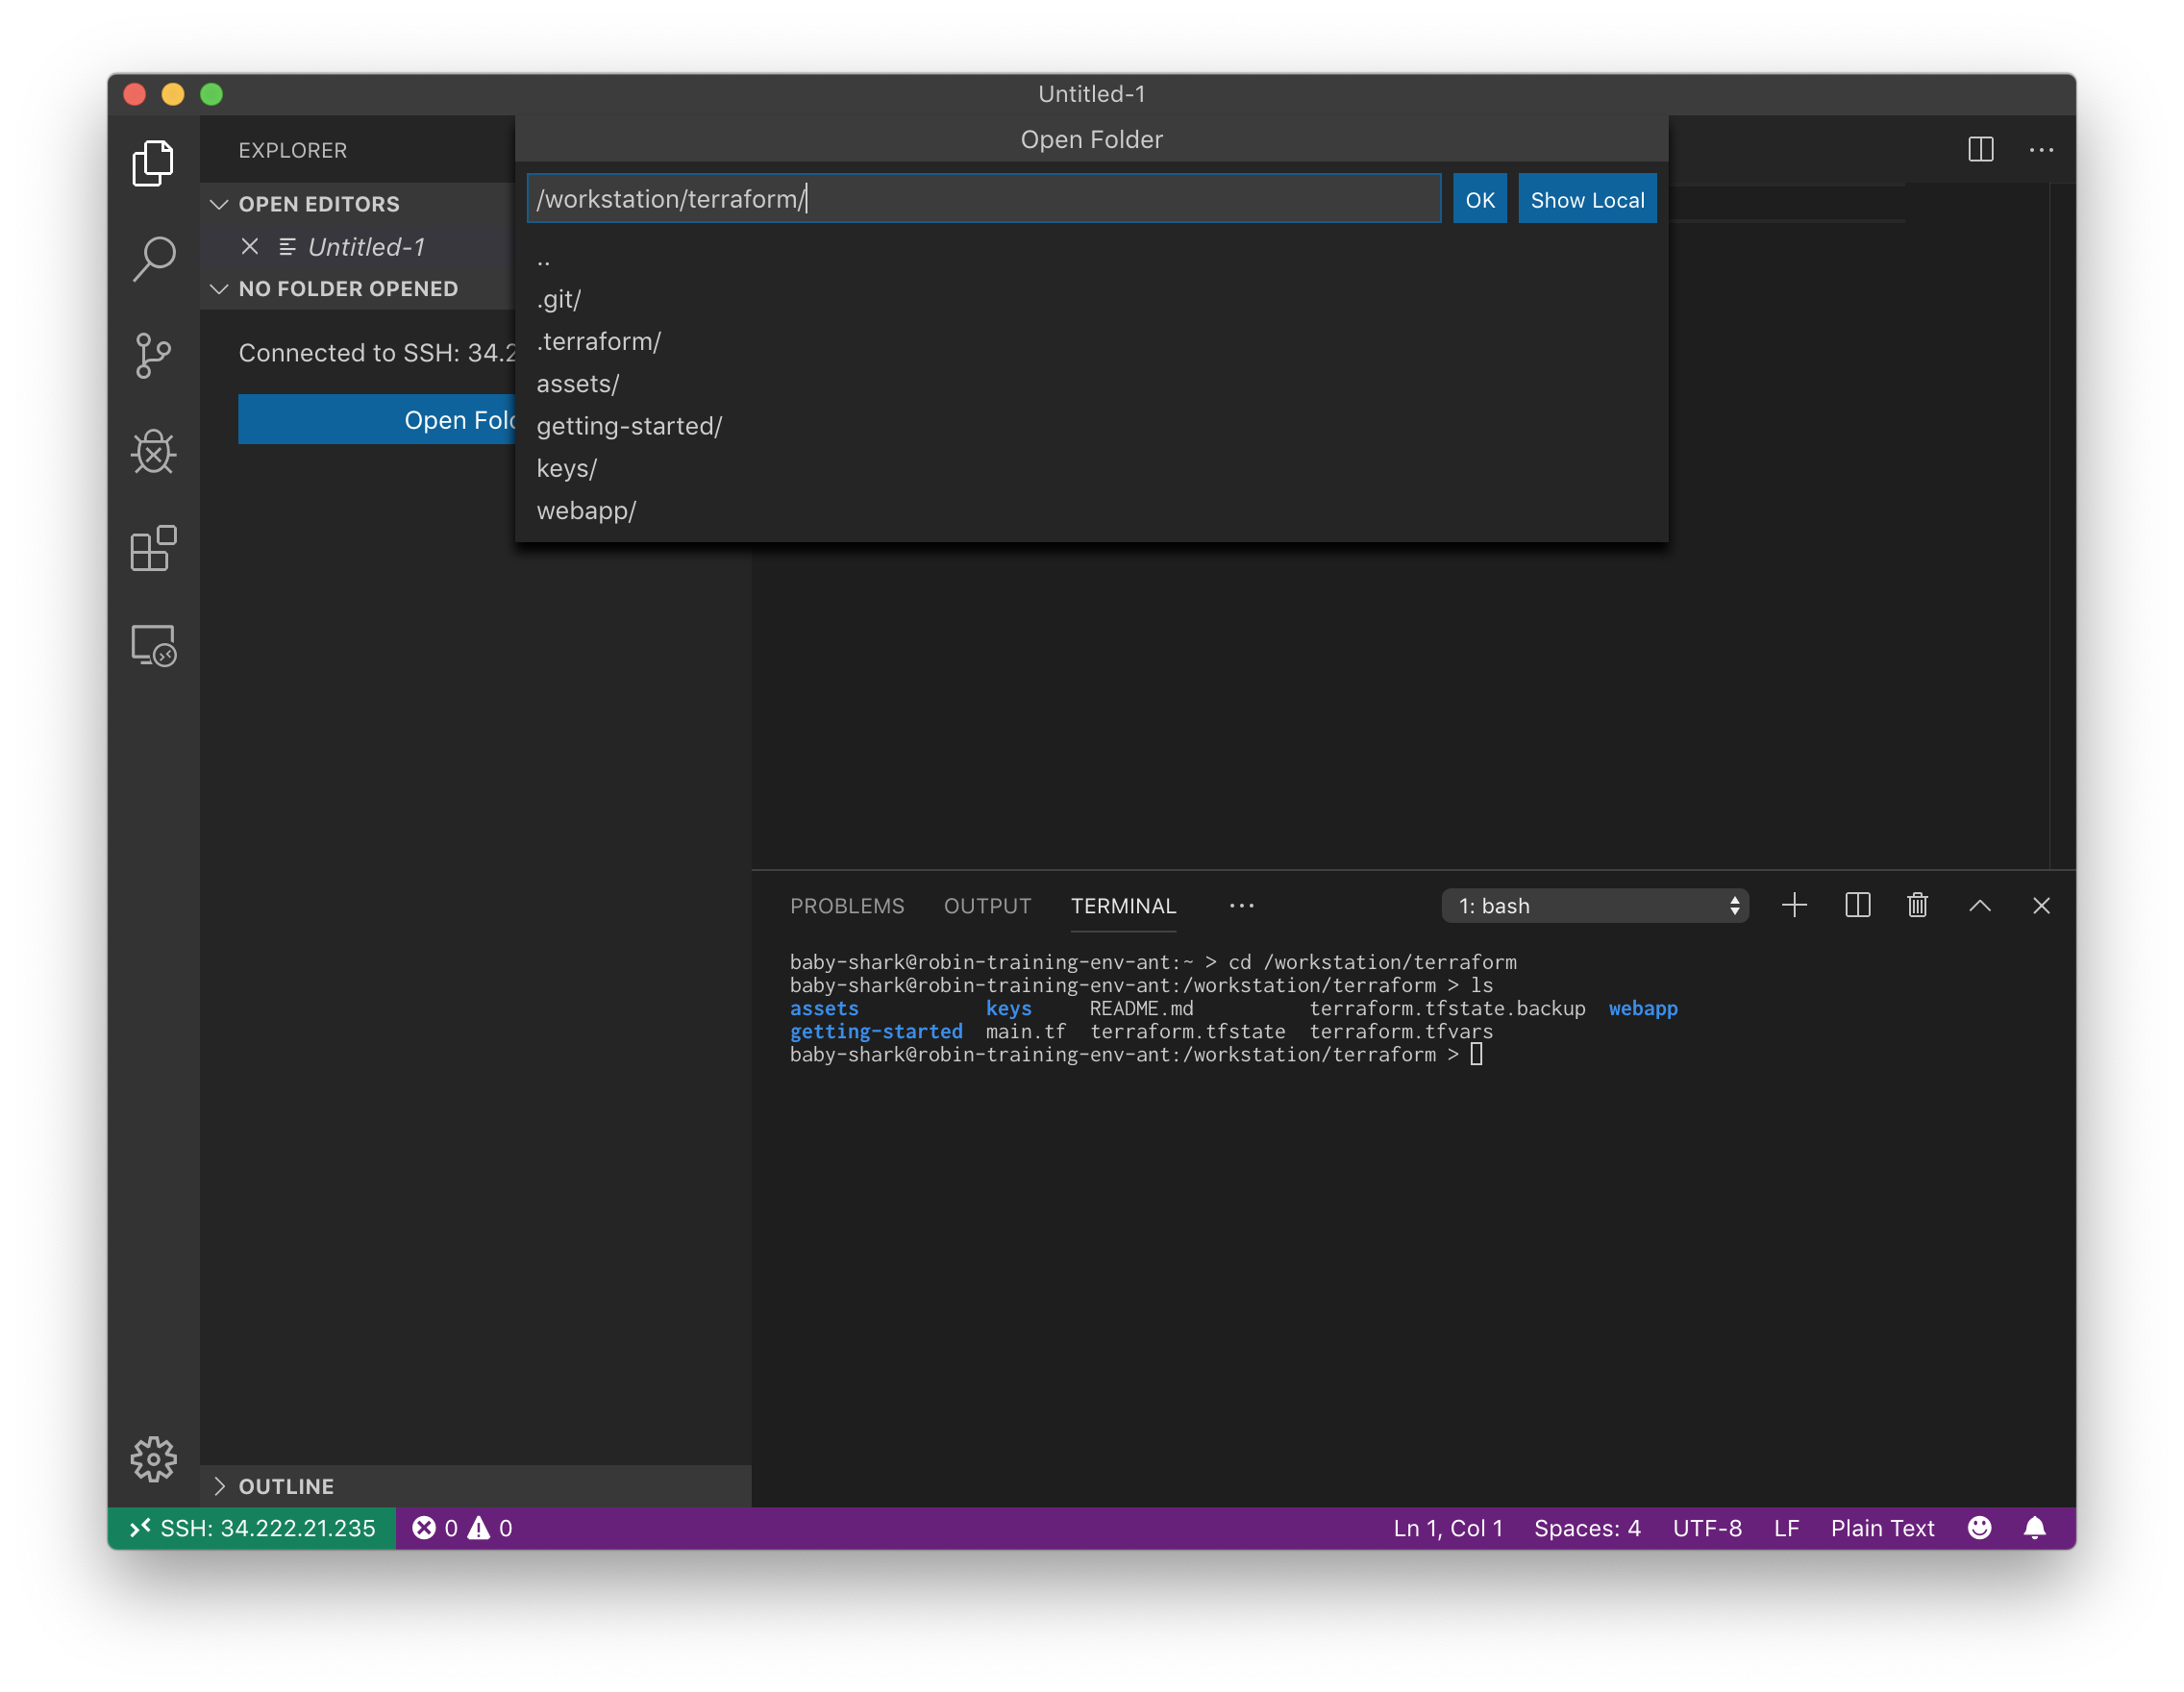 Untitled-1
EXPLORER
OPEN EDITORS
Untitled-1
NO FOLDER OPENED
Connected to SSH: 34.2
Open Fol
Open Folder
/workstation/terraform/
OK
Show Local
..
.git/
.terraform/
assets/
getting-started/
keys/
webapp/
PROBLEMS OUTPUT TERMINAL ··· 1: bash
baby-shark@robin-training-env-ant:~ > cd /workstation/terraform
baby-shark@robin-training-env-ant:/workstation/terraform > ls
assets keys README.md terraform.tfstate.backup webapp
getting-started main.tf terraform.tfstate terraform.tfvars
baby-shark@robin-training-env-ant:/workstation/terraform >
OUTLINE
SSH: 34.222.21.235 0 0 Ln 1, Col 1 Spaces: 4 UTF-8 LF Plain Text